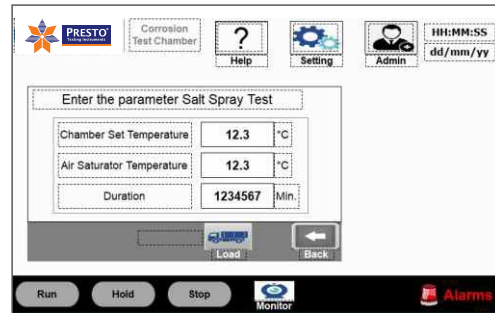 PRESTO
Testing Instruments
Corrosion
Test Chamber
?
Help
Setting
Admin
HH:MM:SS
dd/mm/yy
Enter the parameter Salt Spray Test
Chamber Set Temperature 12.3 °C
Air Saturator Temperature 12.3 °C
Duration 1234567 Min.
Load
Back
Run Hold Stop Monitor Alarms